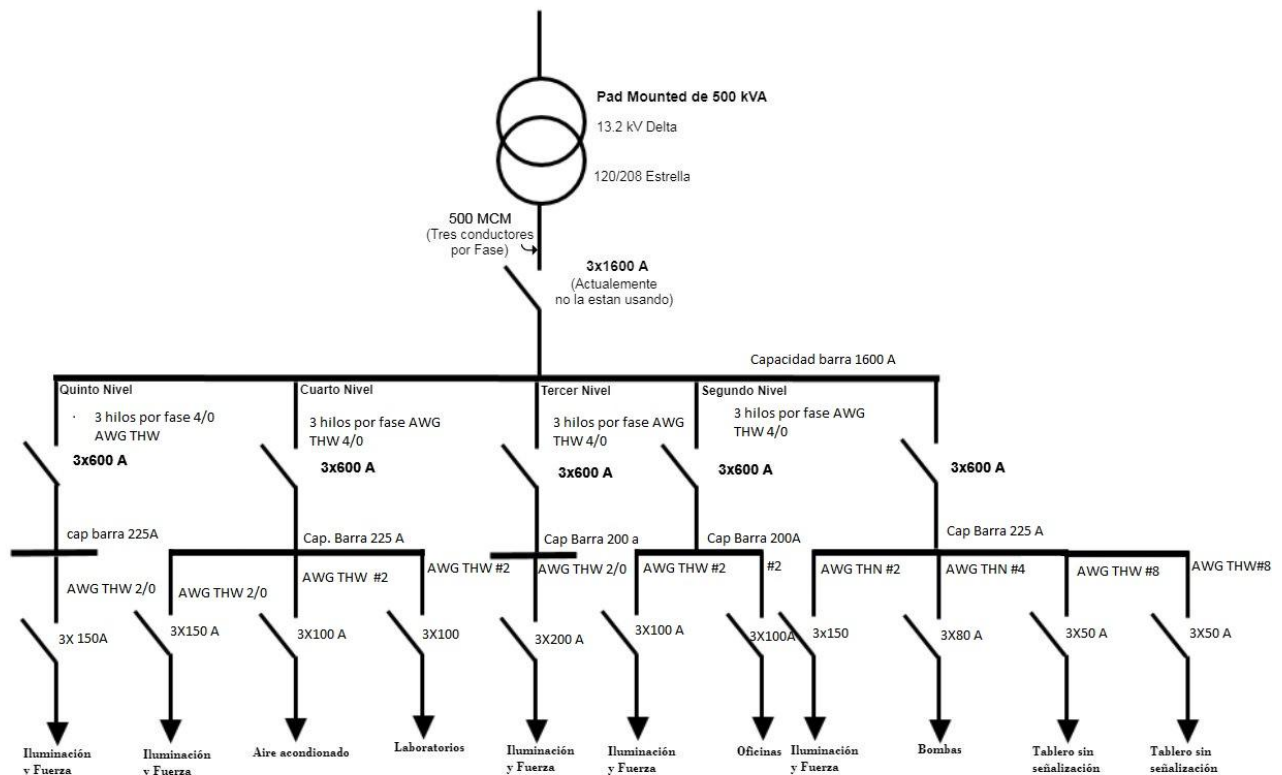 Pad Mounted de 500 kVA
13.2 kV Delta
120/208 Estrella
500 MCM
(Tres conductores
por Fase)
3x1600 A
(Actualemente
no la estan usando)
Capacidad barra 1600 A
Quinto Nivel
· 3 hilos por fase 4/0
AWG THW
3x600 A
Cuarto Nivel
3 hilos por fase AWG
THW 4/0
3x600 A
Tercer Nivel
3 hilos por fase AWG
THW 4/0
3x600 A
Segundo Nivel
3 hilos por fase AWG
THW 4/0
3x600 A
3x600 A
cap barra 225A
Cap. Barra 225 A
Cap Barra 200 a
Cap Barra 200A
Cap Barra 225 A
AWG THW 2/0
AWG THW 2/0
AWG THW #2
AWG THW #2
AWG THW 2/0
AWG THW #2
#2
AWG THN #2
AWG THN #4
AWG THW #8
AWG THW#8
3X 150A
3X150 A
3X100 A
3X100
3X200 A
3X100 A
3X100A
3x150
3X80 A
3X50 A
3X50 A
Iluminación
y Fuerza
Iluminación
y Fuerza
Aire acondionado
Laboratorios
Iluminación
y Fuerza
Iluminación
y Fuerza
Oficinas
Iluminación
y Fuerza
Bombas
Tablero sin
señalización
Tablero sin
señalización